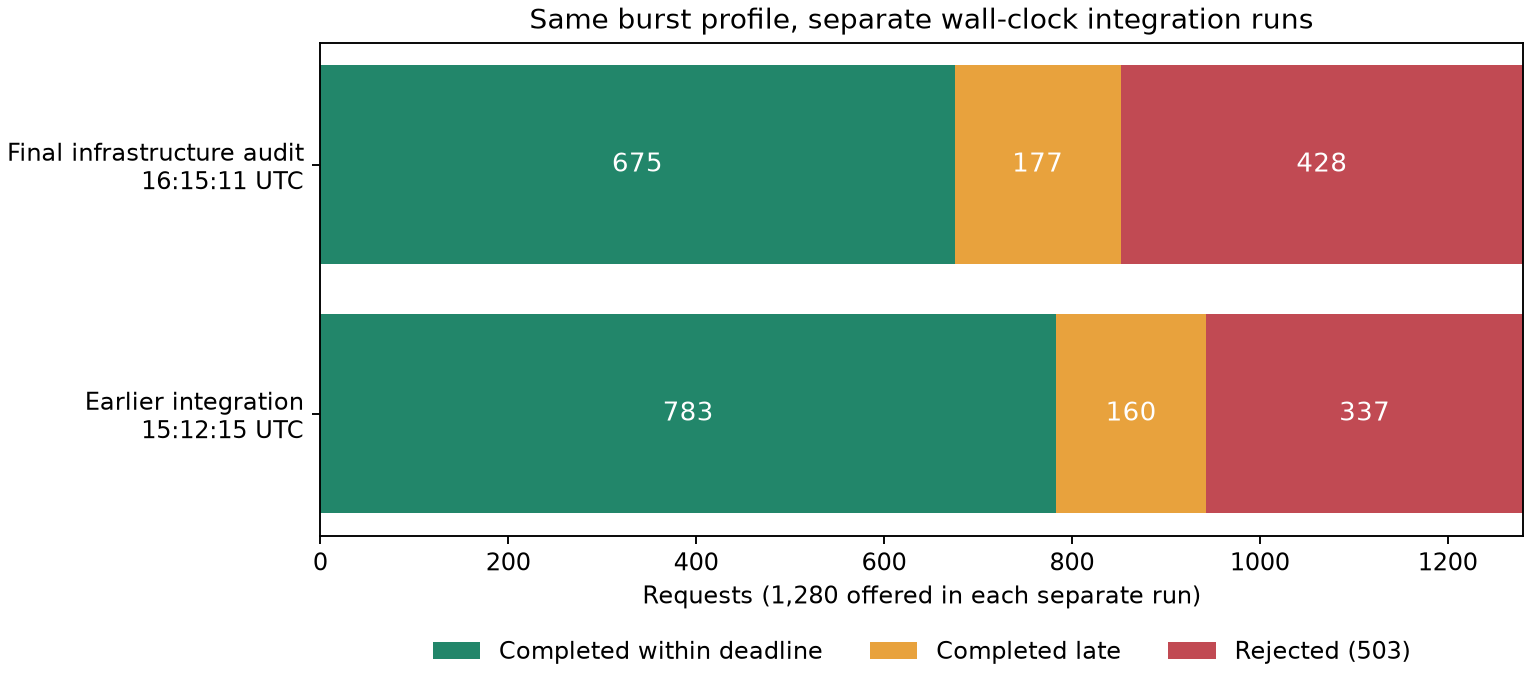 Same burst profile, separate wall-clock integration runs
Final infrastructure audit
16:15:11 UTC
675
177
428
Earlier integration
15:12:15 UTC
783
160
337
0
200
400
600
800
1000
1200
Requests (1,280 offered in each separate run)
Completed within deadline
Completed late
Rejected (503)